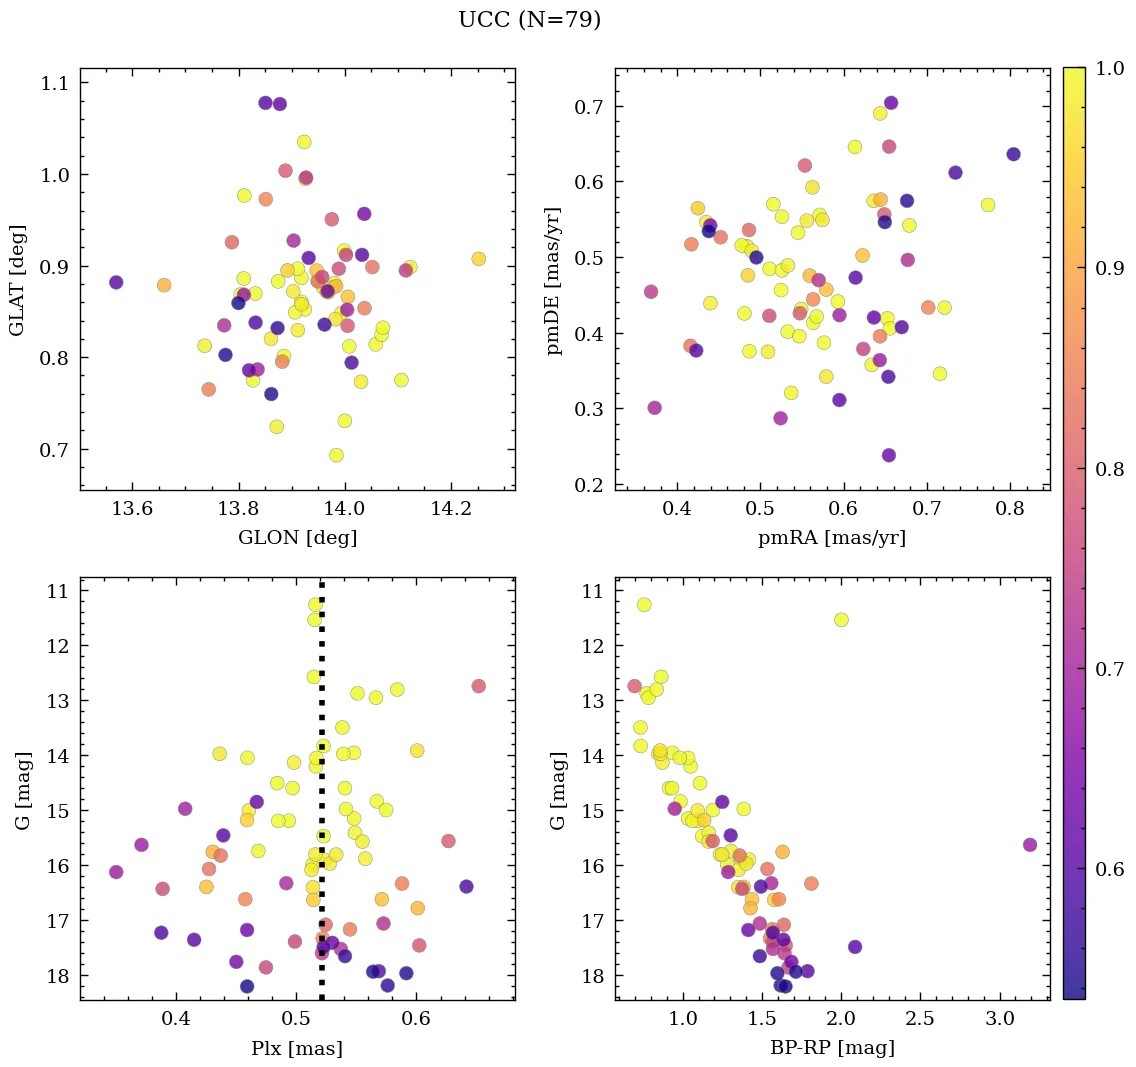 UCC (N=79)
1.1
1.0
0.9
0.8
0.7
GLAT [deg]
13.6 13.8 14.0 14.2
GLON [deg]
0.7
0.6
0.5
0.4
0.3
0.2
pmDE [mas/yr]
0.4 0.5 0.6 0.7 0.8
pmRA [mas/yr]
1.0
0.9
0.8
0.7
0.6
11
12
13
14
15
16
17
18
G [mag]
0.4 0.5 0.6
Plx [mas]
11
12
13
14
15
16
17
18
G [mag]
1.0 1.5 2.0 2.5 3.0
BP-RP [mag]